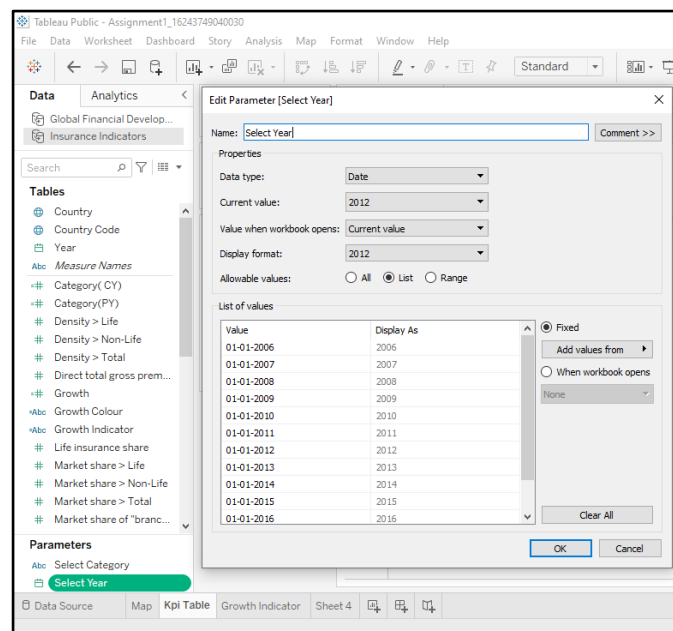 Tableau Public - Assignment1_16243749040030
File Data Worksheet Dashboard Story Analysis Map Format Window Help
Standard
Data Analytics
Global Financial Develop...
Insurance Indicators
Search
Tables
Country
Country Code
Year
Abc Measure Names
Category( CY)
Category(PY)
Density > Life
Density > Non-Life
Density > Total
Direct total gross prem...
Growth
Abc Growth Colour
Abc Growth Indicator
Life insurance share
Market share > Life
Market share > Non-Life
Market share > Total
Market share of "branc...
Parameters
Abc Select Category
Select Year
Edit Parameter [Select Year]
Name: Select Year Comment >>
Properties
Data type: Date
Current value: 2012
Value when workbook opens: Current value
Display format: 2012
Allowable values: All List Range
List of values
Value Display As
01-01-2006 2006
01-01-2007 2007
01-01-2008 2008
01-01-2009 2009
01-01-2010 2010
01-01-2011 2011
01-01-2012 2012
01-01-2013 2013
01-01-2014 2014
01-01-2015 2015
01-01-2016 2016
Fixed
Add values from
When workbook opens
None
Clear All
OK Cancel
Data Source Map Kpi Table Growth Indicator Sheet 4